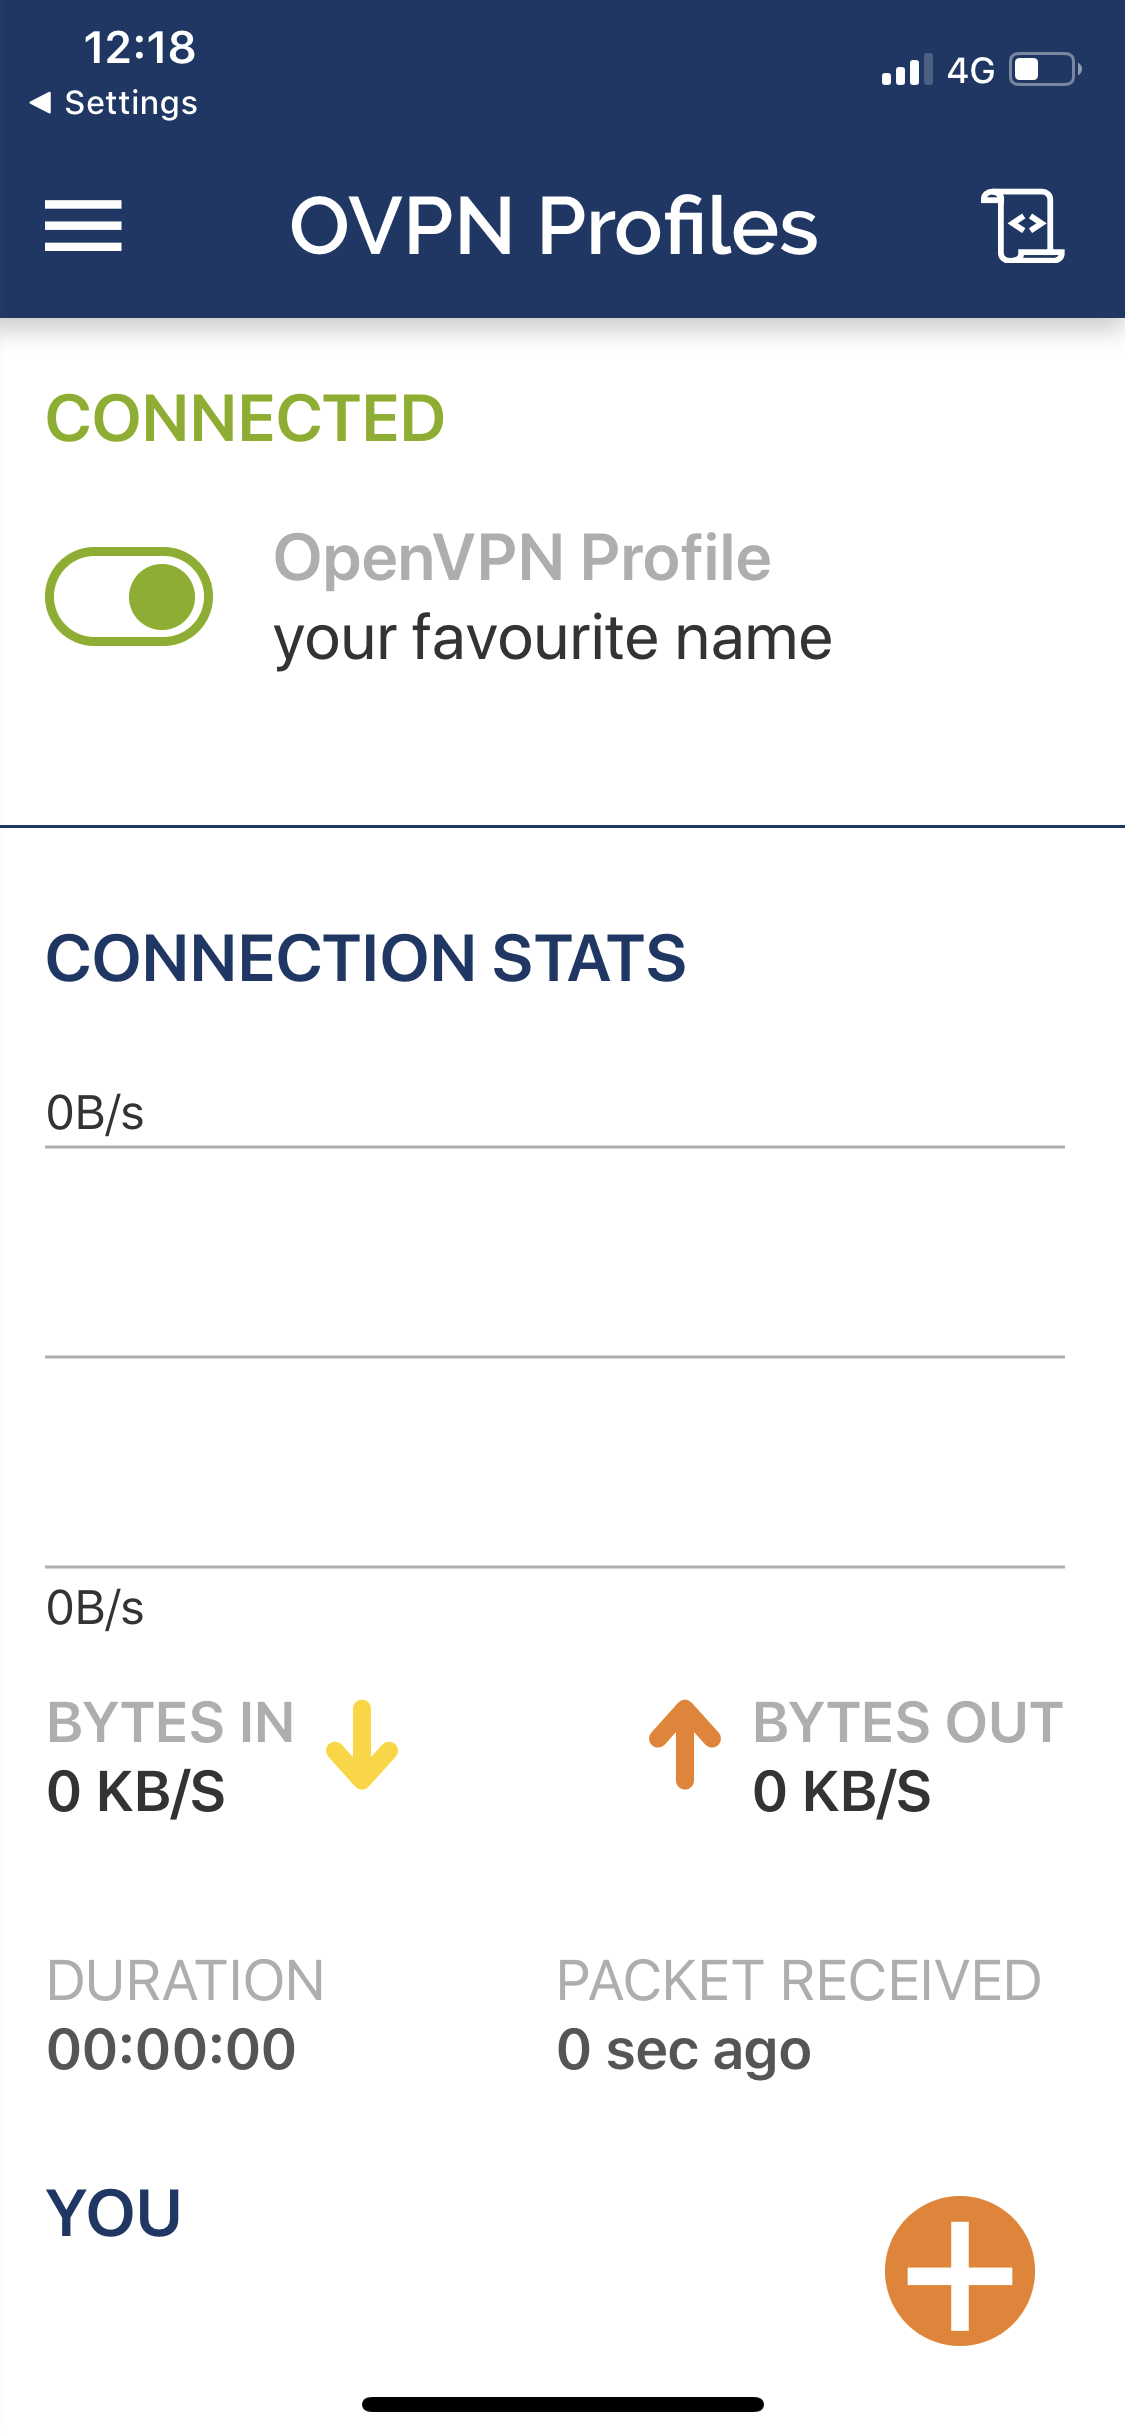 12:18
4G
◀ Settings
OVPN Profiles
CONNECTED
OpenVPN Profile
your favourite name
CONNECTION STATS
0B/s
0B/s
BYTES IN
0 KB/S
BYTES OUT
0 KB/S
DURATION
00:00:00
PACKET RECEIVED
0 sec ago
YOU